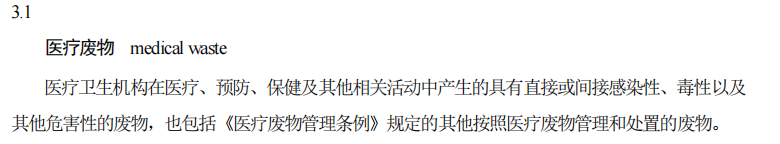 3.1
医疗废物 medical waste
医疗卫生机构在医疗、预防、保健及其他相关活动中产生的具有直接或间接感染性、毒性以及
其他危害性的废物，也包括《医疗废物管理条例》规定的其他按照医疗废物管理和处置的废物。